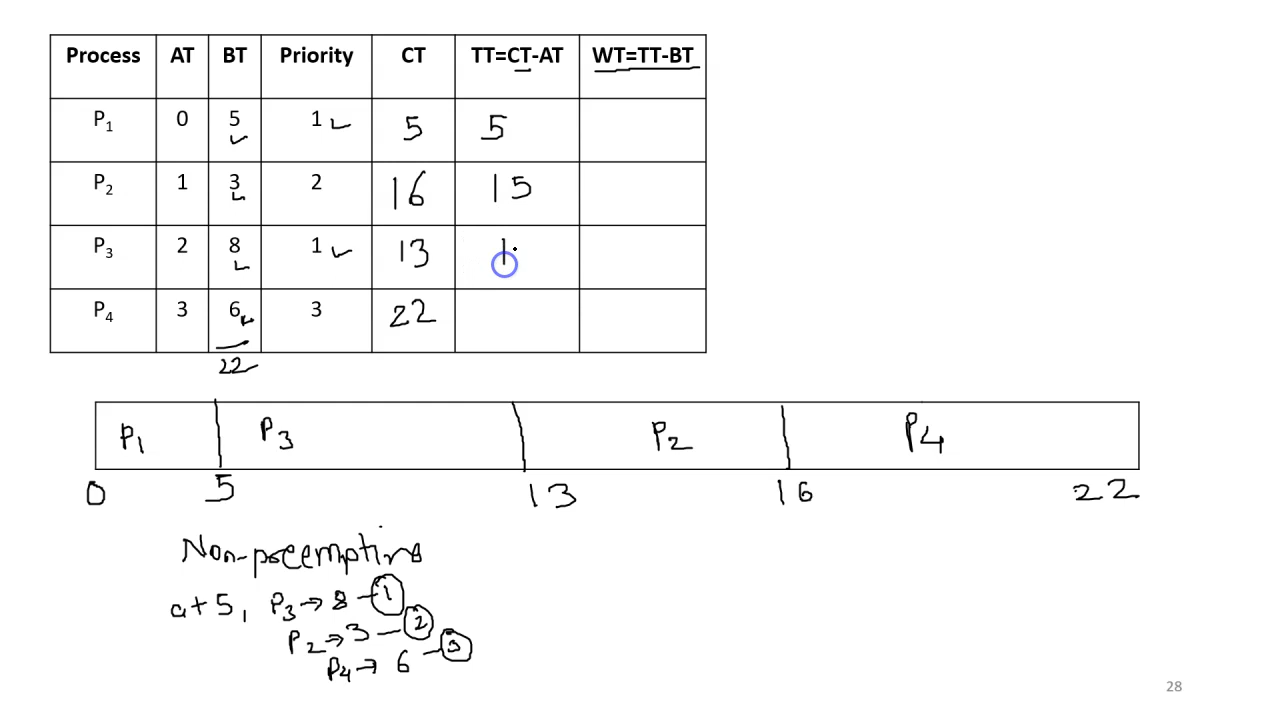 Process AT BT Priority CT TT=CT-AT WT=TT-BT
P1 0 5 1 5 5
P2 1 3 2 16 15
P3 2 8 1 13 1
P4 3 6 3 22
22
P1 P3 P2 P4
0 5 13 16 22
Non-preemptive
at 5, P3→8 - 1
P2→3 - 2
P4→ 6 - 3
28